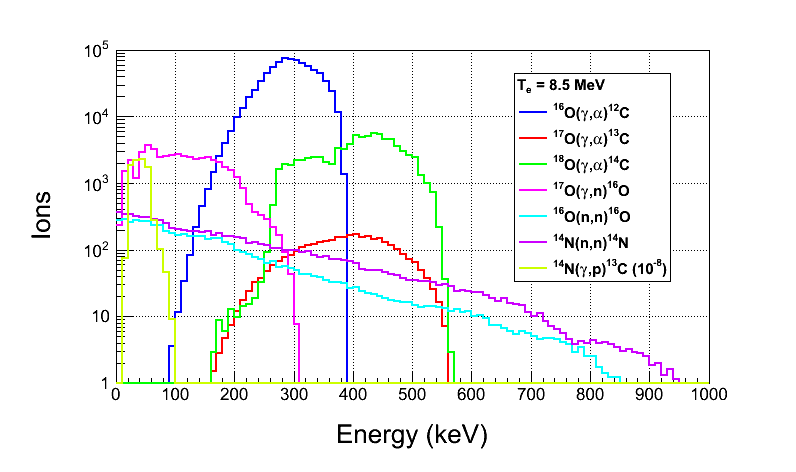 10⁵
10⁴
10³
10²
10
1
Ions
0 100 200 300 400 500 600 700 800 900 1000
Energy (keV)
Tₑ = 8.5 MeV
¹⁶O(γ,α)¹²C
¹⁷O(γ,α)¹³C
¹⁸O(γ,α)¹⁴C
¹⁷O(γ,n)¹⁶O
¹⁶O(n,n)¹⁶O
¹⁴N(n,n)¹⁴N
¹⁴N(γ,p)¹³C (10⁻⁸)